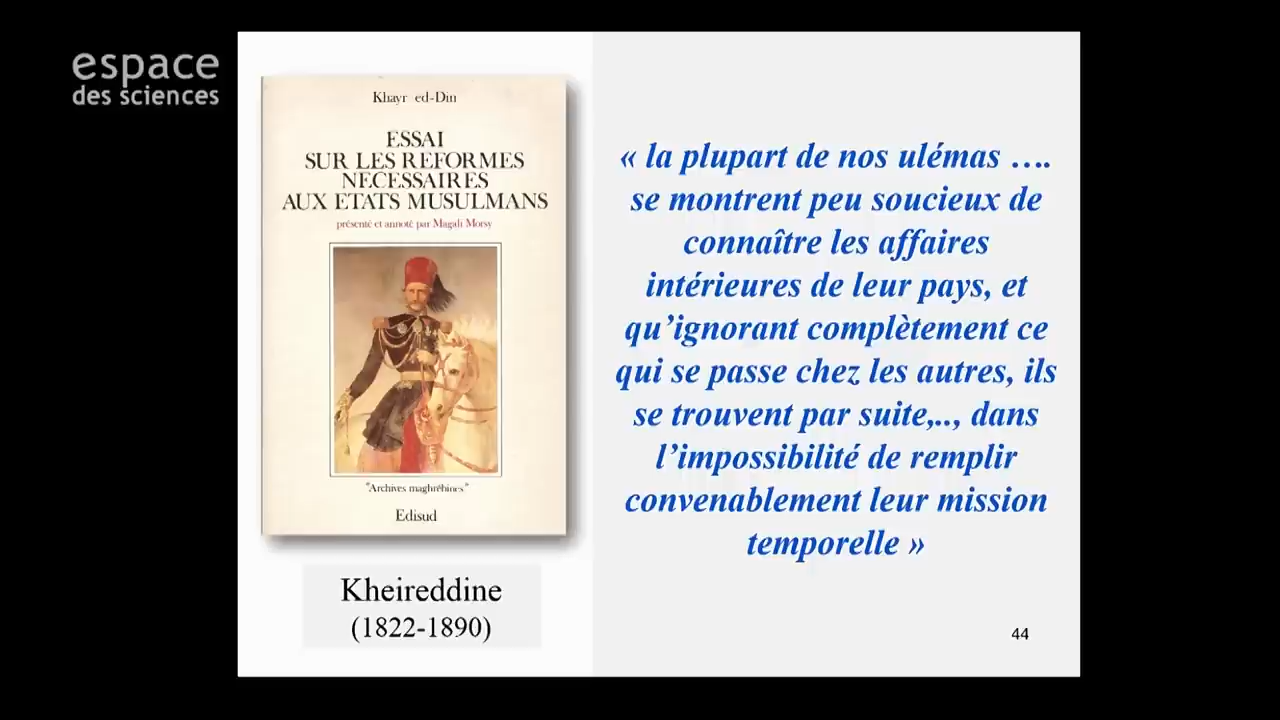 espace
des sciences
Khayr ed-Din
ESSAI
SUR LES REFORMES
NECESSAIRES
AUX ETATS MUSULMANS
présenté et annoté par Magali Morsy
"Archives maghrébines"
Edisud
Kheireddine
(1822-1890)
« la plupart de nos ulémas ….
se montrent peu soucieux de
connaître les affaires
intérieures de leur pays, et
qu’ignorant complètement ce
qui se passe chez les autres, ils
se trouvent par suite,.., dans
l’impossibilité de remplir
convenablement leur mission
temporelle »
44